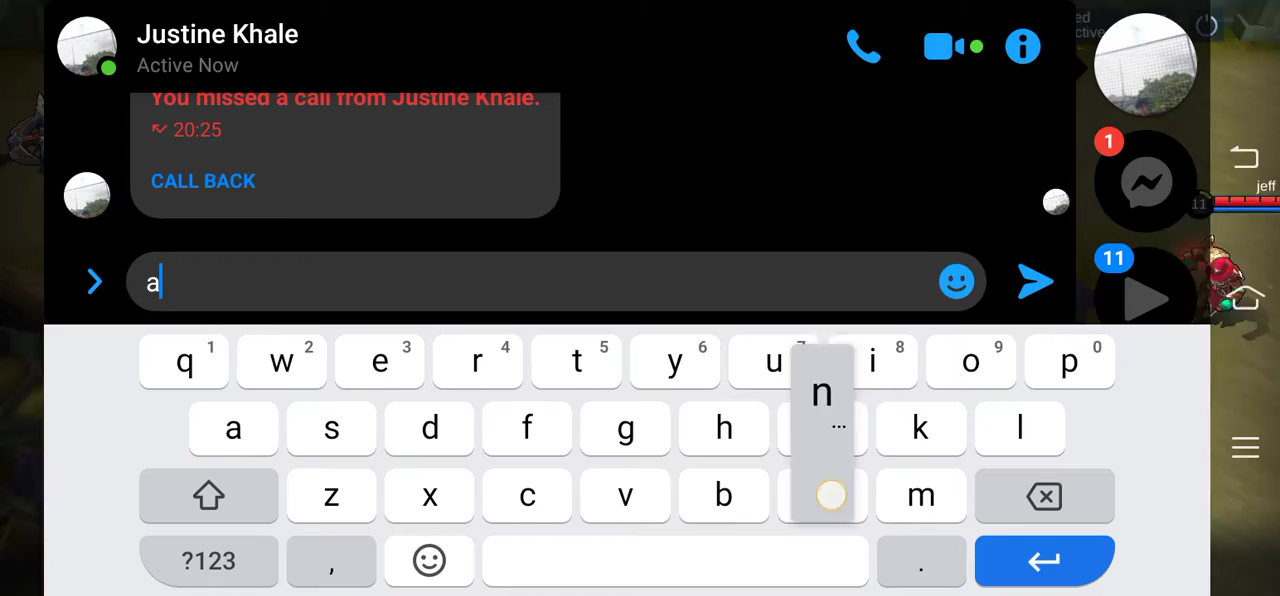 Justine Khale
Active Now
You missed a call from Justine Khale.
20:25
CALL BACK
a
1
11
11
jeff
q 1 w 2 e 3 r 4 t 5 y 6 u 7 i 8 o 9 p 0
a s d f g h k l
n
...
z x c v b m
?123 , .